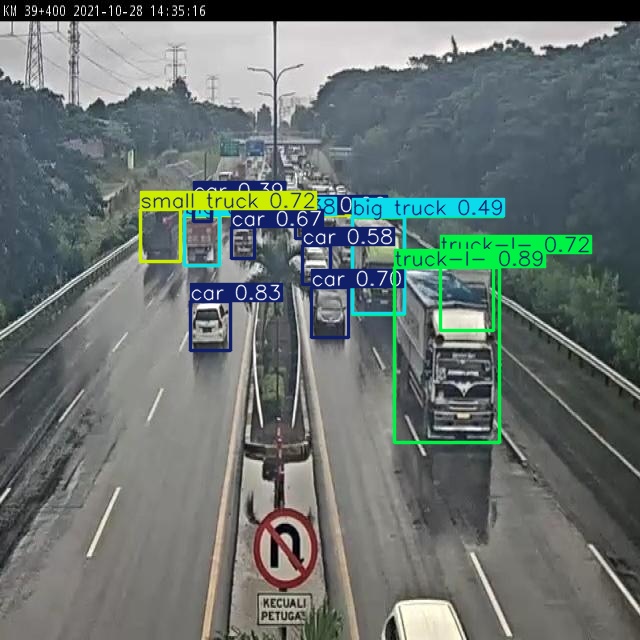 KM 39+400 2021-10-28 14:35:16
car 0.39
small truck 0.72
big truck 0.49
car 0.67
car 0.58
truck-l- 0.72
truck-l- 0.89
car 0.70
car 0.83
KECUALI
PETUGAS